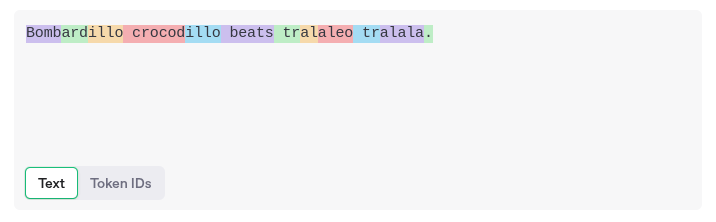 Bombardillo crocodillo beats tralaleo tralala.
Text Token IDs